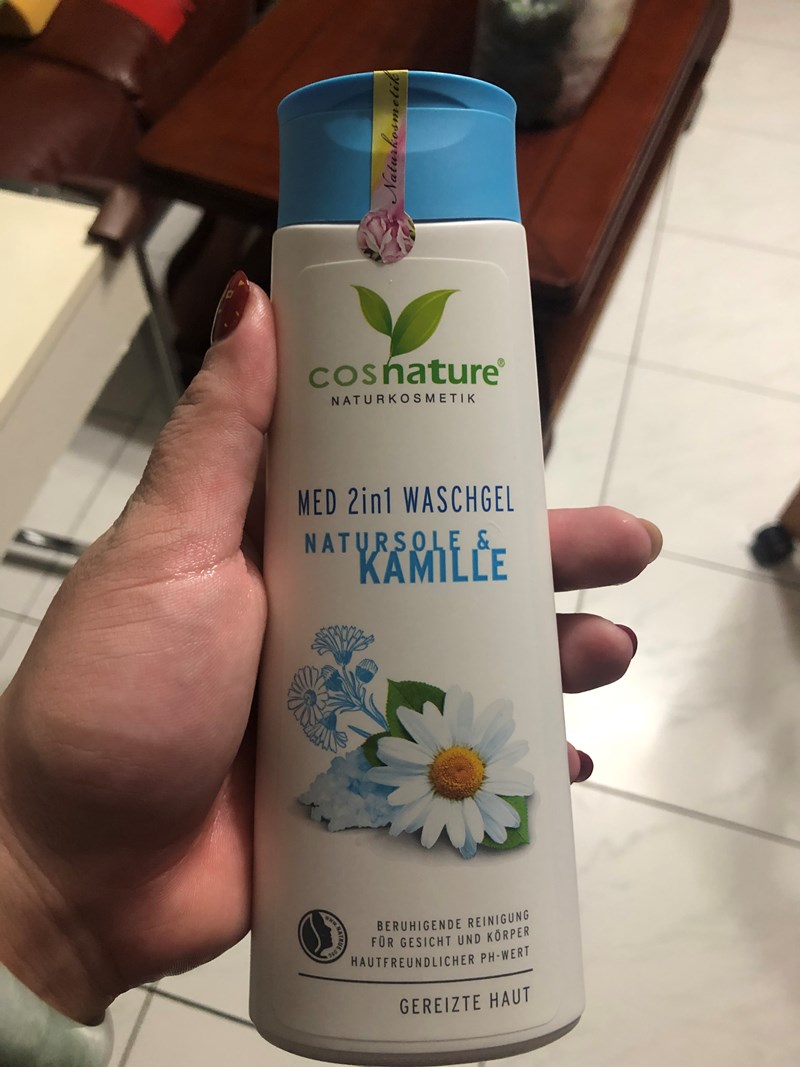 Naturkosmetik
cosnature®
NATURKOSMETIK
MED 2in1 WASCHGEL
NATURSOLE &
KAMILLE
BERUHIGENDE REINIGUNG
FÜR GESICHT UND KÖRPER
HAUTFREUNDLICHER PH-WERT
GEREIZTE HAUT